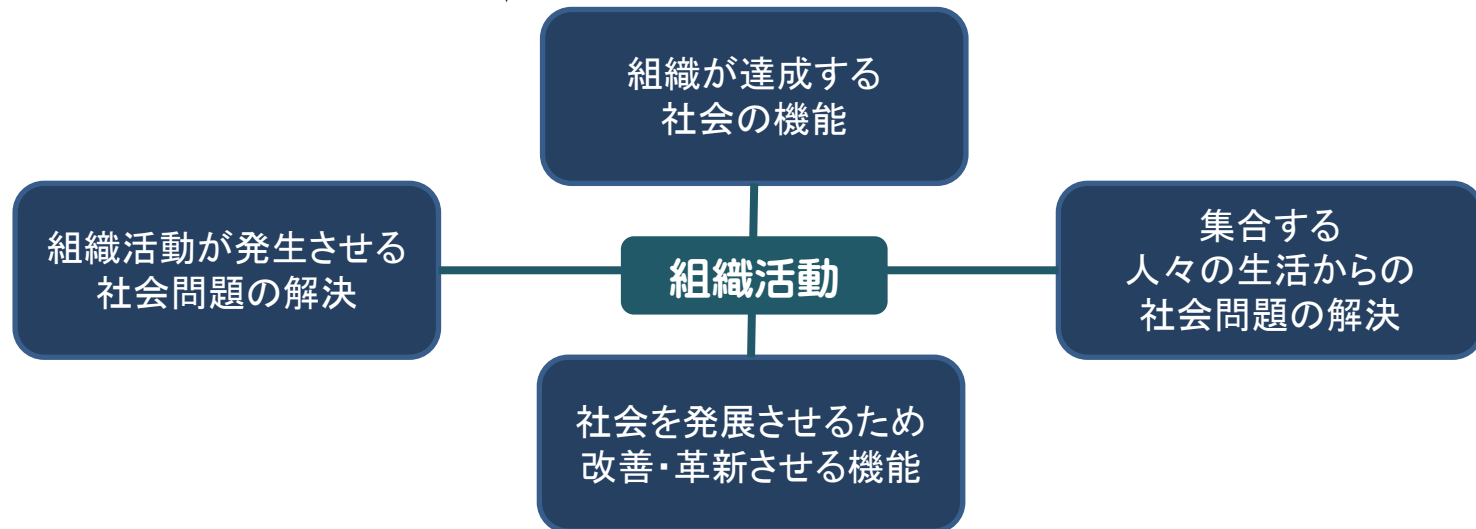 組織が達成する
社会の機能
組織活動が発生させる
社会問題の解決
組織活動
集合する
人々の生活からの
社会問題の解決
社会を発展させるため
改善・革新させる機能